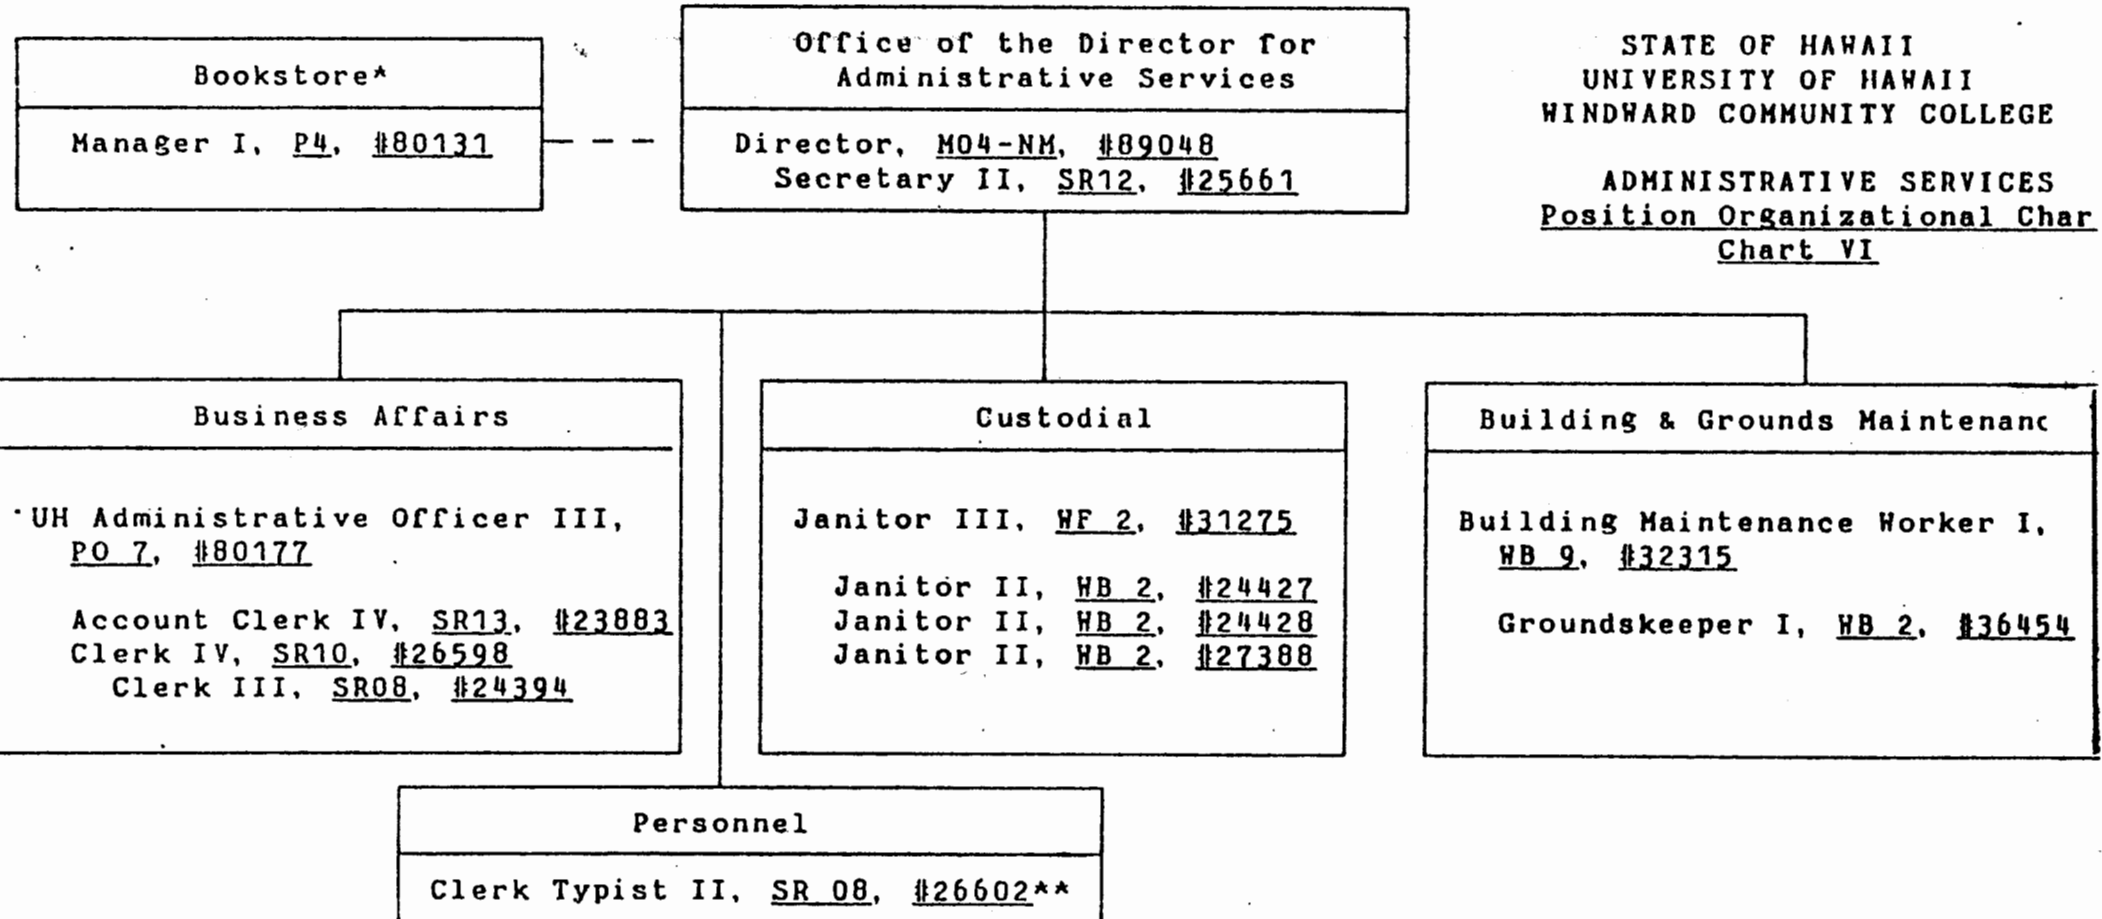 Bookstore*
Manager I, P4, #80131
Office of the Director for
Administrative Services
Director, M04-NM, #89048
Secretary II, SR12, #25661
STATE OF HAWAII
UNIVERSITY OF HAWAII
WINDWARD COMMUNITY COLLEGE
ADMINISTRATIVE SERVICES
Position Organizational Char
Chart VI
Business Affairs
UH Administrative Officer III,
PO 7, #80177
Account Clerk IV, SR13, #23883
Clerk IV, SR10, #26598
Clerk III, SR08, #24394
Custodial
Janitor III, WF 2, #31275
Janitor II, WB 2, #24427
Janitor II, WB 2, #24428
Janitor II, WB 2, #27388
Building & Grounds Maintenanc
Building Maintenance Worker I,
WB 9, #32315
Groundskeeper I, WB 2, #36454
Personnel
Clerk Typist II, SR 08, #26602**